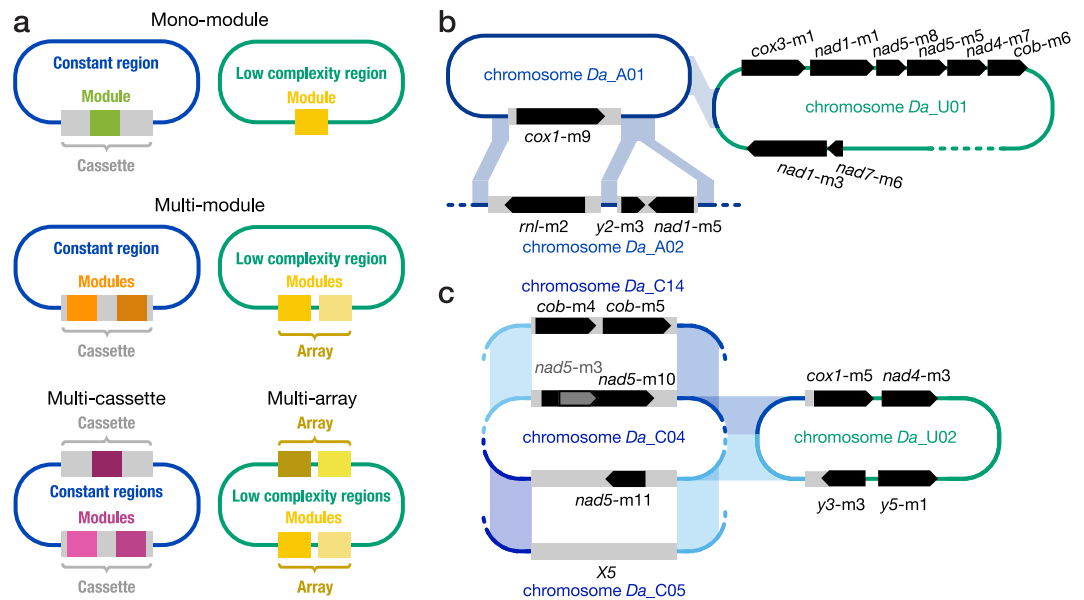 a
Mono-module
Constant region
Module
Cassette
Low complexity region
Module
Multi-module
Constant region
Modules
Cassette
Low complexity region
Modules
Array
Multi-cassette
Cassette
Constant regions
Modules
Cassette
Multi-array
Array
Low complexity regions
Modules
Array
b
chromosome Da_A01
cox1-m9
rnl-m2
y2-m3
nad1-m5
chromosome Da_A02
cox3-m1
nad1-m1
nad5-m8
nad5-m5
nad4-m7
cob-m6
chromosome Da_U01
nad1-m3
nad7-m6
c
chromosome Da_C14
cob-m4
cob-m5
nad5-m3
nad5-m10
chromosome Da_C04
nad5-m11
X5
chromosome Da_C05
cox1-m5
nad4-m3
chromosome Da_U02
y3-m3
y5-m1